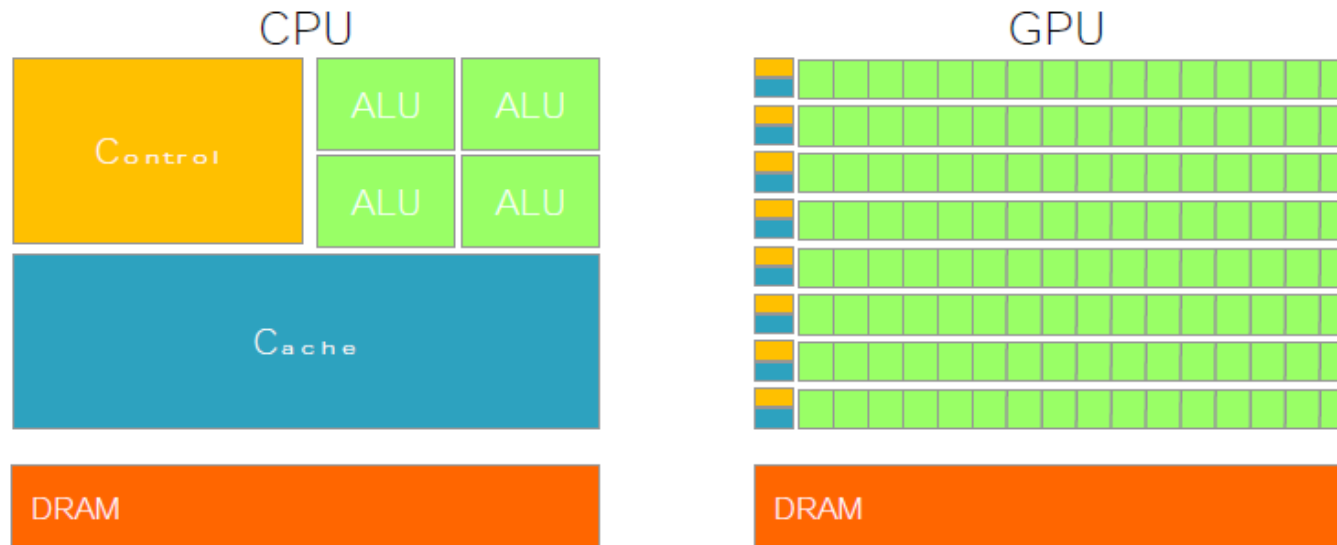 CPU
GPU
Control
ALU ALU
ALU ALU
Cache
DRAM
DRAM